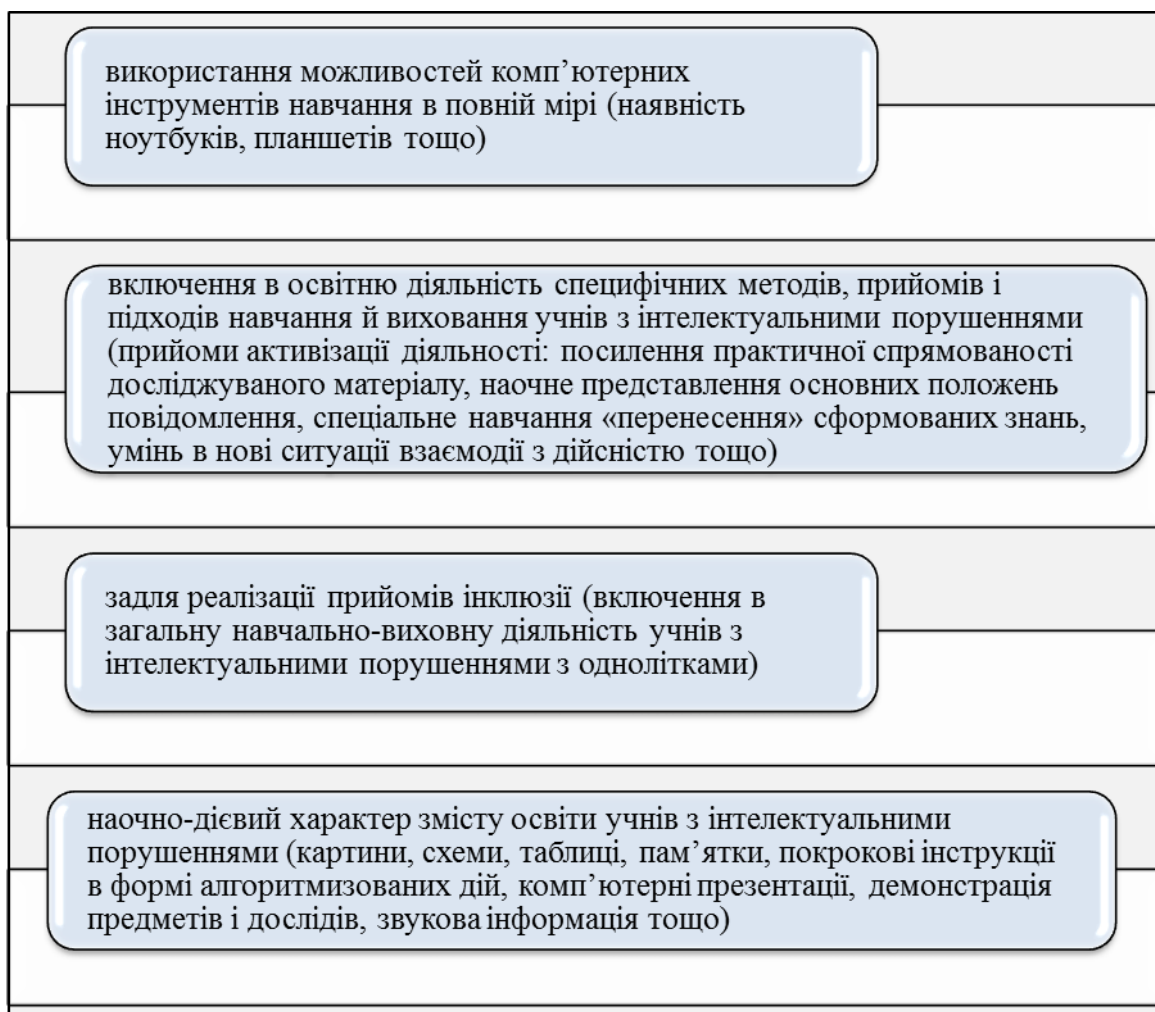 використання можливостей комп’ютерних
інструментів навчання в повній мірі (наявність
ноутбуків, планшетів тощо)
включення в освітню діяльність специфічних методів, прийомів і
підходів навчання й виховання учнів з інтелектуальними порушеннями
(прийоми активізації діяльності: посилення практичної спрямованості
досліджуваного матеріалу, наочне представлення основних положень
повідомлення, спеціальне навчання «перенесення» сформованих знань,
умінь в нові ситуації взаємодії з дійсністю тощо)
задля реалізації прийомів інклюзії (включення в
загальну навчально-виховну діяльність учнів з
інтелектуальними порушеннями з однолітками)
наочно-дієвий характер змісту освіти учнів з інтелектуальними
порушеннями (картини, схеми, таблиці, пам’ятки, покрокові інструкції
в формі алгоритмизованих дій, комп’ютерні презентації, демонстрація
предметів і дослідів, звукова інформація тощо)